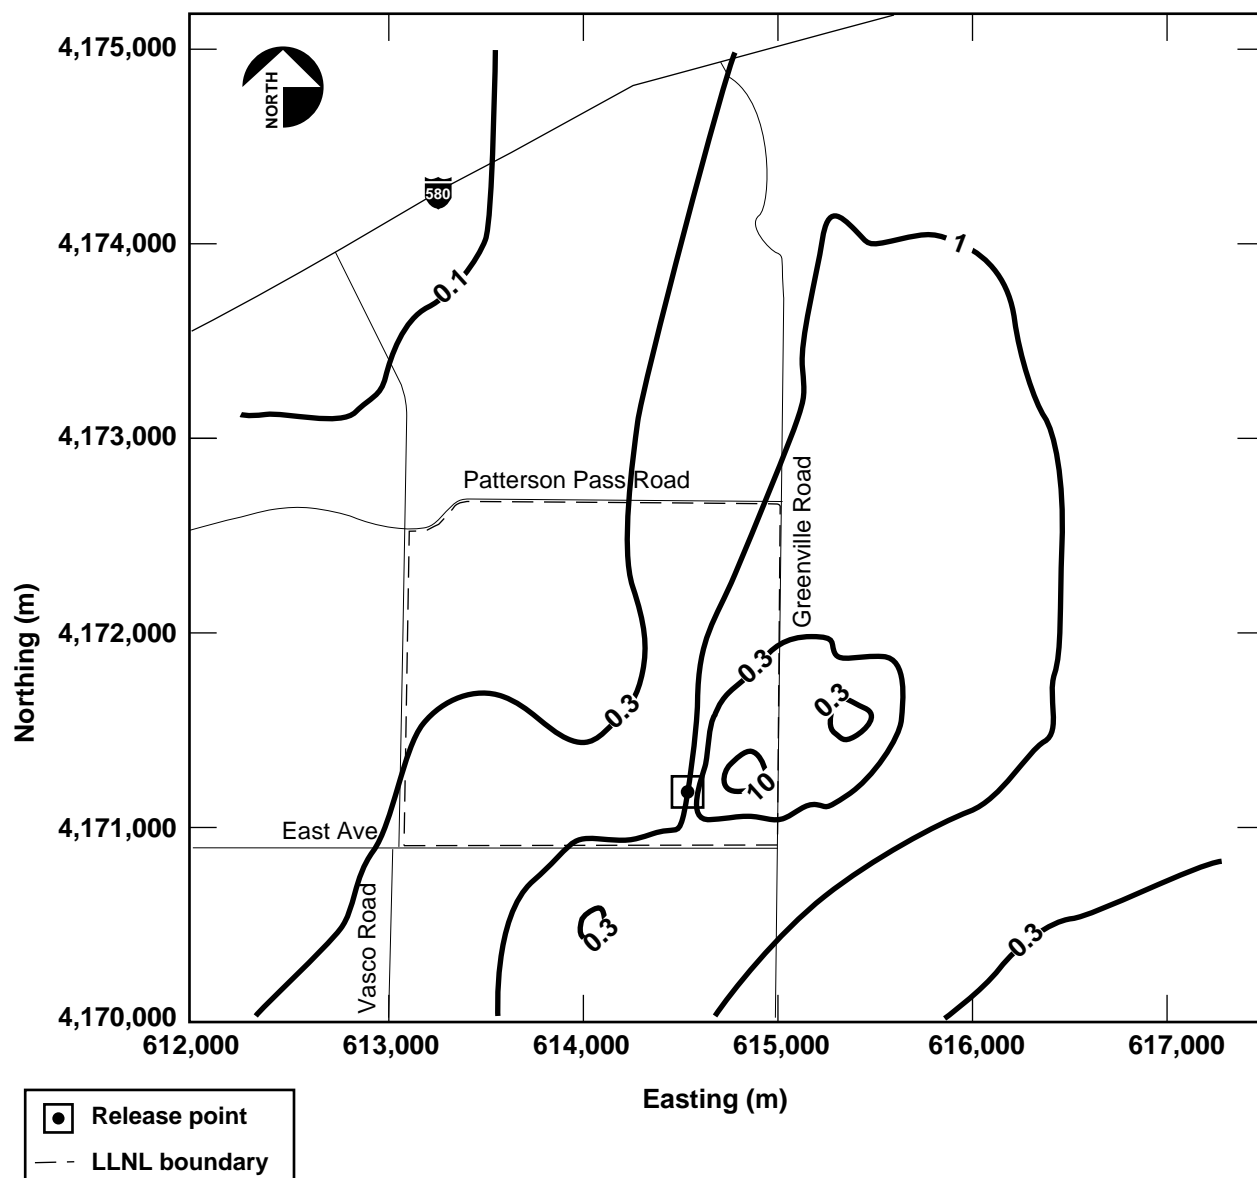 4,175,000
NORTH
580
4,174,000
1
0.1
4,173,000
Patterson Pass Road
Greenville Road
4,172,000
0.3
0.3
0.3
10
Northing (m)
4,171,000
East Ave
Vasco Road
0.3
0.3
4,170,000
612,000
613,000
614,000
615,000
616,000
617,000
Easting (m)
Release point
LLNL boundary